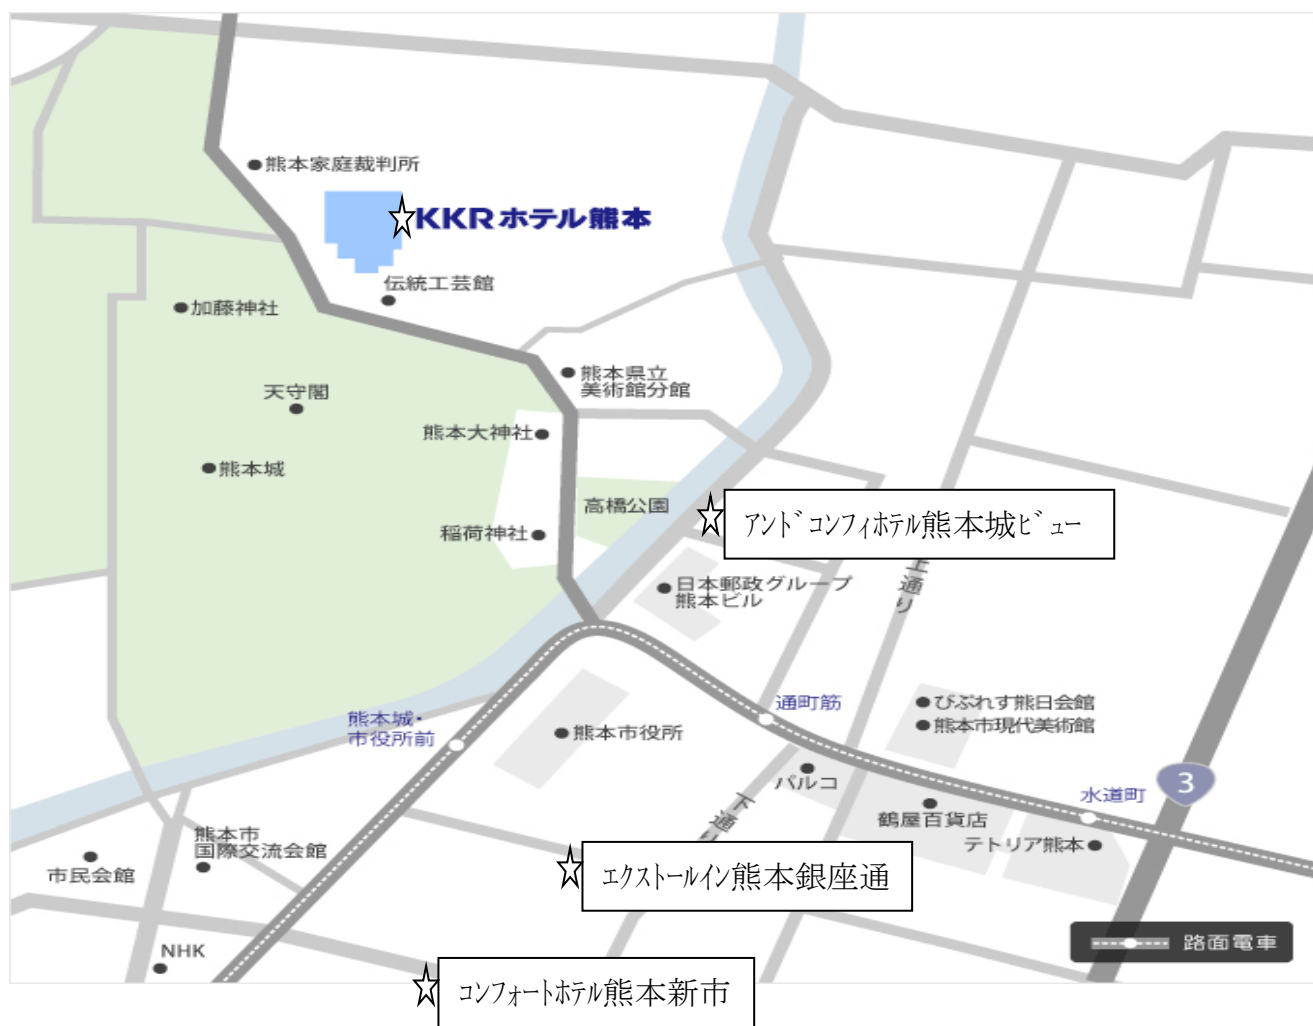 熊本家庭裁判所
KKRホテル熊本
伝統工芸館
加藤神社
熊本県立
美術館分館
天守閣
熊本大神社
熊本城
高橋公園
アンドコンフィホテル熊本城ビュー
稲荷神社
上通り
日本郵政グループ
熊本ビル
通町筋
びぷれす熊日会館
熊本市現代美術館
熊本城・
市役所前
熊本市役所
パルコ
3
水道町
下通り
鶴屋百貨店
テトリア熊本
熊本市
国際交流会館
市民会館
エクストールイン熊本銀座通
路面電車
NHK
コンフォートホテル熊本新市